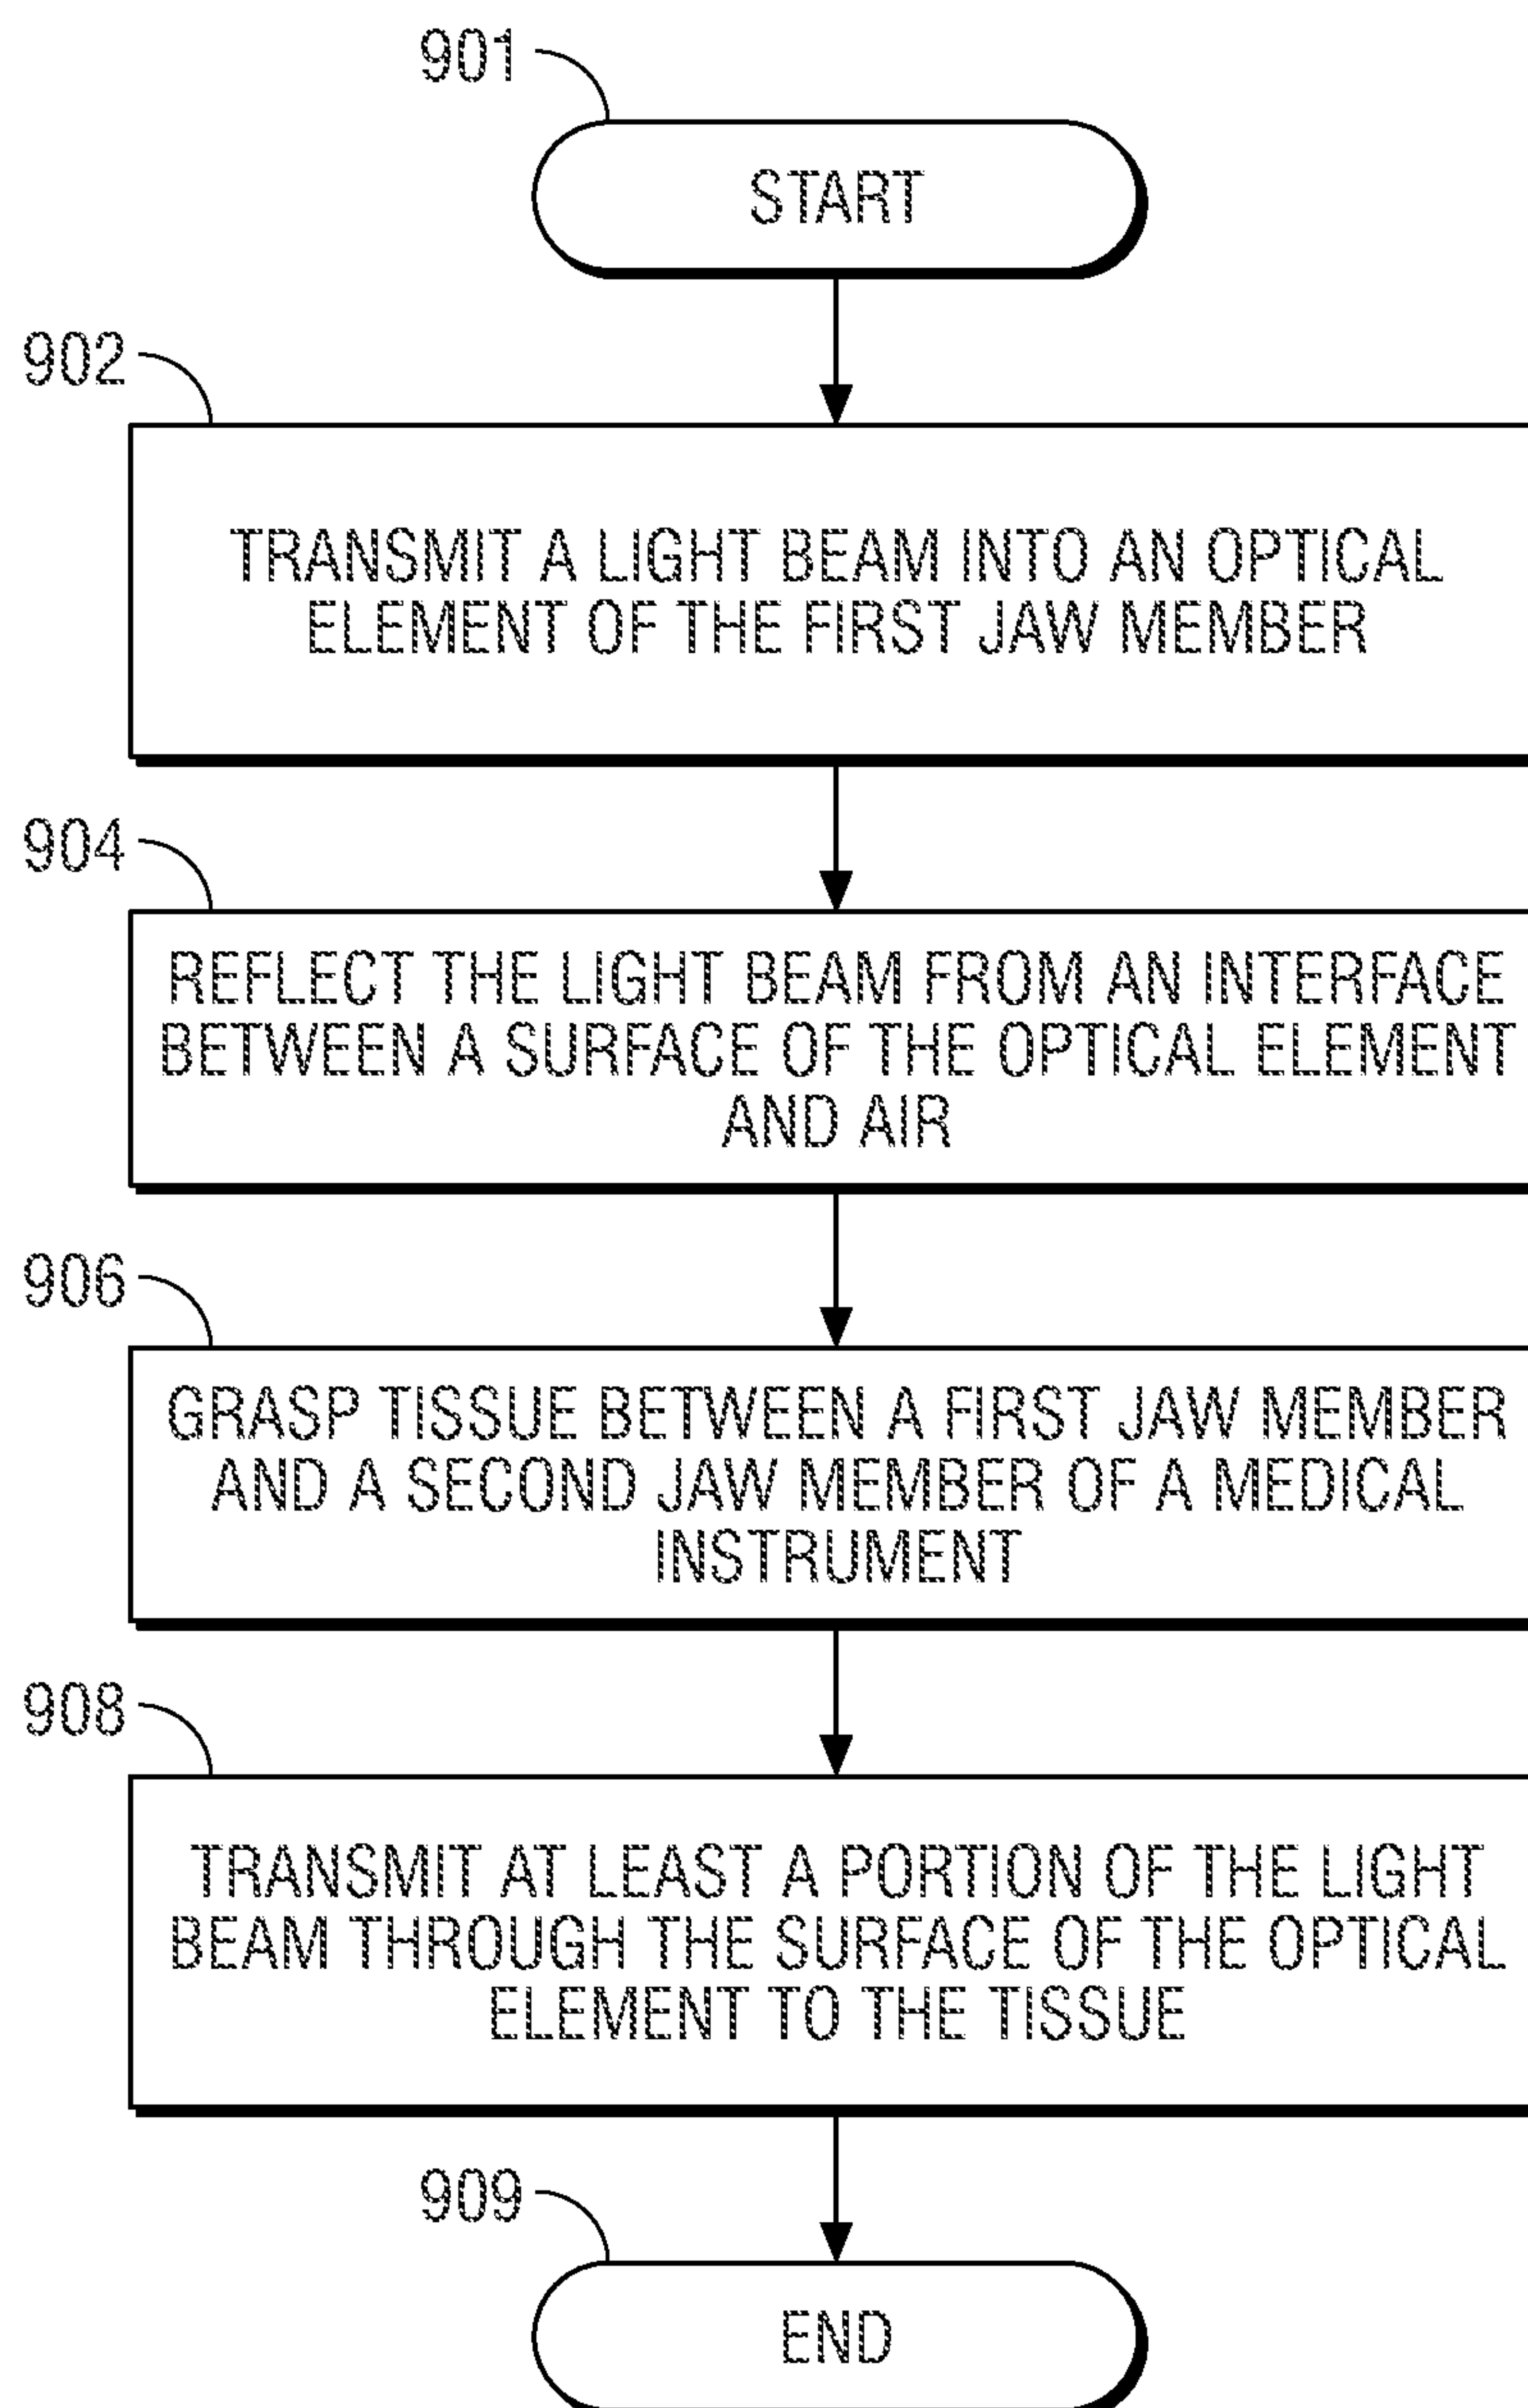 901
START
902
TRANSMIT A LIGHT BEAM INTO AN OPTICAL
ELEMENT OF THE FIRST JAW MEMBER
904
REFLECT THE LIGHT BEAM FROM AN INTERFACE
BETWEEN A SURFACE OF THE OPTICAL ELEMENT
AND AIR
906
GRASP TISSUE BETWEEN A FIRST JAW MEMBER
AND A SECOND JAW MEMBER OF A MEDICAL
INSTRUMENT
908
TRANSMIT AT LEAST A PORTION OF THE LIGHT
BEAM THROUGH THE SURFACE OF THE OPTICAL
ELEMENT TO THE TISSUE
909
END